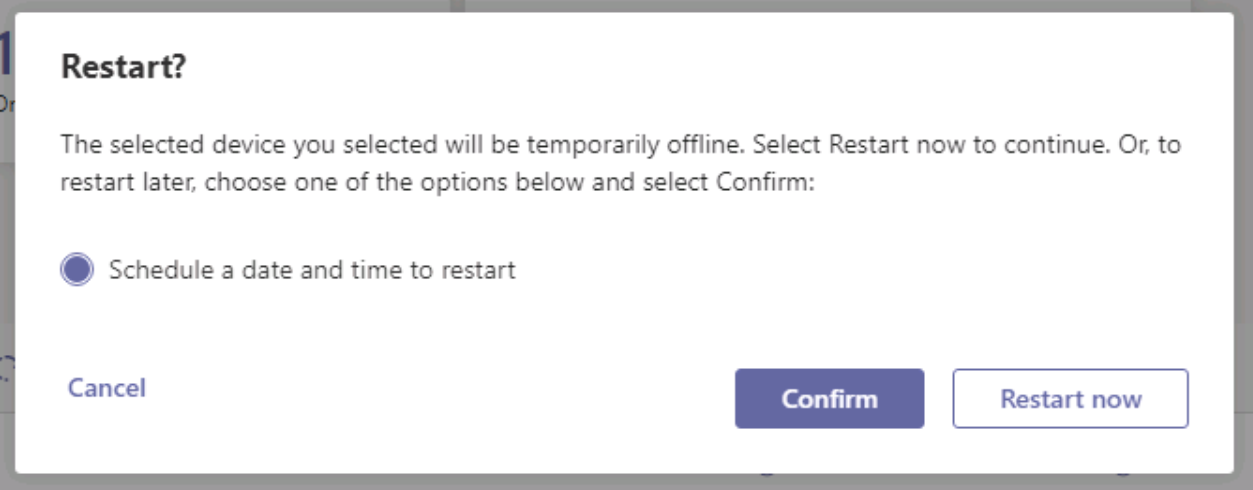 Restart?
The selected device you selected will be temporarily offline. Select Restart now to continue. Or, to
restart later, choose one of the options below and select Confirm:
Schedule a date and time to restart
Cancel
Confirm
Restart now